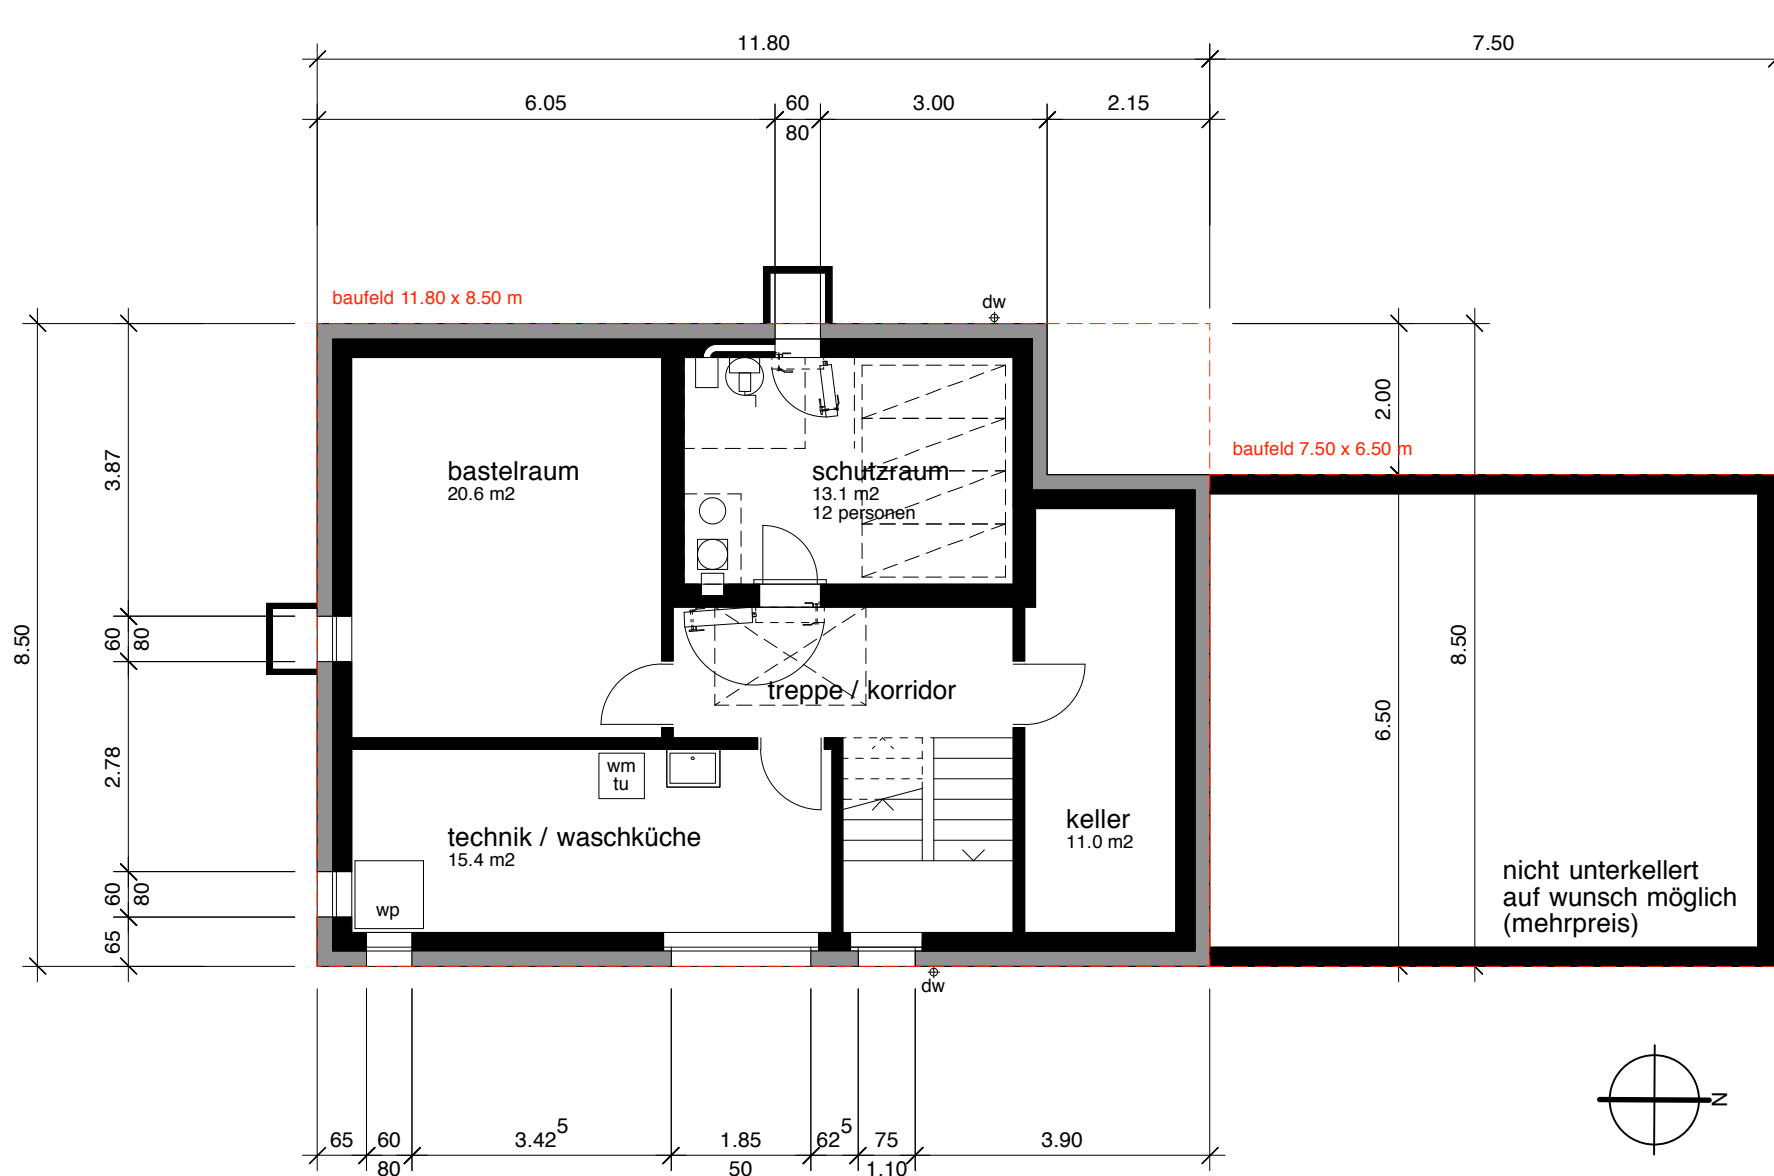 11.80
7.50
6.05
60
80
3.00
2.15
baufeld 11.80 x 8.50 m
dw
baufeld 7.50 x 6.50 m
2.00
3.87
8.50
60
80
2.78
60
80
65
bastelraum
20.6 m2
schutzraum
13.1 m2
12 personen
treppe / korridor
8.50
6.50
wm
tu
technik / waschküche
15.4 m2
wp
keller
11.0 m2
nicht unterkellert
auf wunsch möglich
(mehrpreis)
dw
N
65
60
80
3.42⁵
1.85
50
62⁵
75
1.10
3.90